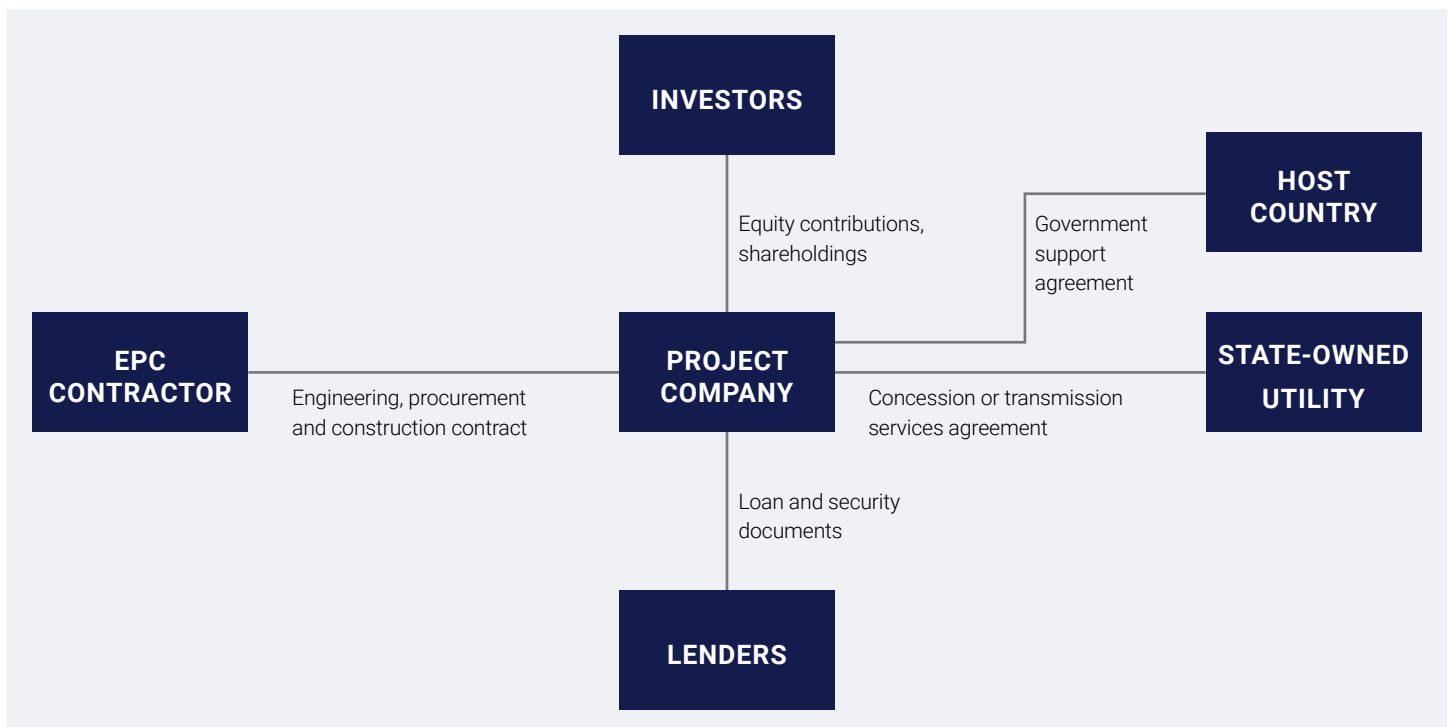 INVESTORS
HOST
COUNTRY
Equity contributions,
shareholdings
Government
support
agreement
EPC
CONTRACTOR
Engineering, procurement
and construction contract
PROJECT
COMPANY
Concession or transmission
services agreement
STATE-OWNED
UTILITY
Loan and security
documents
LENDERS